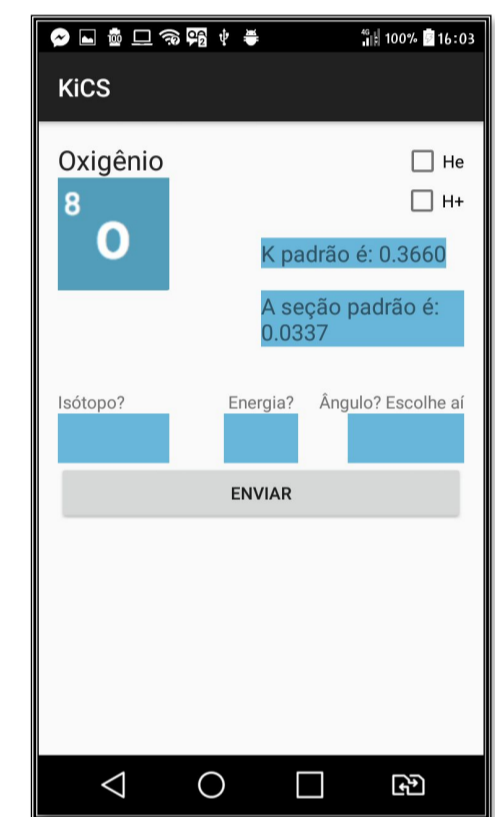 4G 100% 16:03
KiCS
Oxigênio
He
8
O
H+
K padrão é: 0.3660
A seção padrão é:
0.0337
Isótopo? Energia? Ângulo? Escolhe aí
ENVIAR